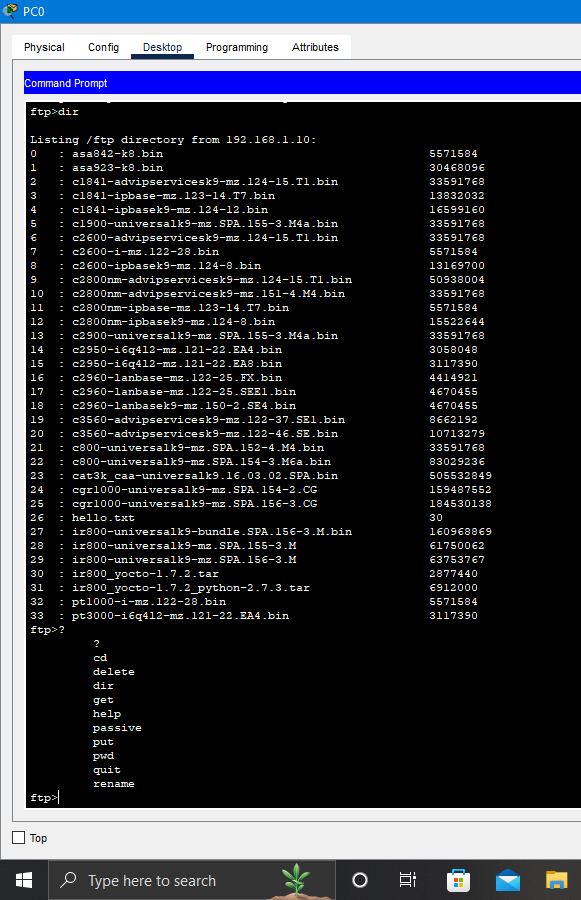 PC0
Physical Config Desktop Programming Attributes
Command Prompt
ftp>dir
Listing /ftp directory from 192.168.1.10:
0 : asa842-k8.bin 5571584
1 : asa923-k8.bin 30468096
2 : c1841-advipservicesk9-mz.124-15.T1.bin 33591768
3 : c1841-ipbase-mz.123-14.T7.bin 13832032
4 : c1841-ipbasek9-mz.124-12.bin 16599160
5 : c1900-universalk9-mz.SPA.155-3.M4a.bin 33591768
6 : c2600-advipservicesk9-mz.124-15.T1.bin 33591768
7 : c2600-i-mz.122-28.bin 5571584
8 : c2600-ipbasek9-mz.124-8.bin 13169700
9 : c2800nm-advipservicesk9-mz.124-15.T1.bin 50938004
10 : c2800nm-advipservicesk9-mz.151-4.M4.bin 33591768
11 : c2800nm-ipbase-mz.123-14.T7.bin 5571584
12 : c2800nm-ipbasek9-mz.124-8.bin 15522644
13 : c2900-universalk9-mz.SPA.155-3.M4a.bin 33591768
14 : c2950-i6q4l2-mz.121-22.EA4.bin 3058048
15 : c2950-i6q4l2-mz.121-22.EA8.bin 3117390
16 : c2960-lanbase-mz.122-25.FX.bin 4414921
17 : c2960-lanbase-mz.122-25.SEE1.bin 4670455
18 : c2960-lanbasek9-mz.150-2.SE4.bin 4670455
19 : c3560-advipservicesk9-mz.122-37.SE1.bin 8662192
20 : c3560-advipservicesk9-mz.122-46.SE.bin 10713279
21 : c800-universalk9-mz.SPA.152-4.M4.bin 33591768
22 : c800-universalk9-mz.SPA.154-3.M6a.bin 83029236
23 : cat3k_caa-universalk9.16.03.02.SPA.bin 505532849
24 : cgr1000-universalk9-mz.SPA.154-2.CG 159487552
25 : cgr1000-universalk9-mz.SPA.156-3.CG 184530138
26 : hello.txt 30
27 : ir800-universalk9-bundle.SPA.156-3.M.bin 160968869
28 : ir800-universalk9-mz.SPA.155-3.M 61750062
29 : ir800-universalk9-mz.SPA.156-3.M 63753767
30 : ir800_yocto-1.7.2.tar 2877440
31 : ir800_yocto-1.7.2_python-2.7.3.tar 6912000
32 : pt1000-i-mz.122-28.bin 5571584
33 : pt3000-i6q4l2-mz.121-22.EA4.bin 3117390
ftp>?
?
cd
delete
dir
get
help
passive
put
pwd
quit
rename
ftp>
Top
Type here to search